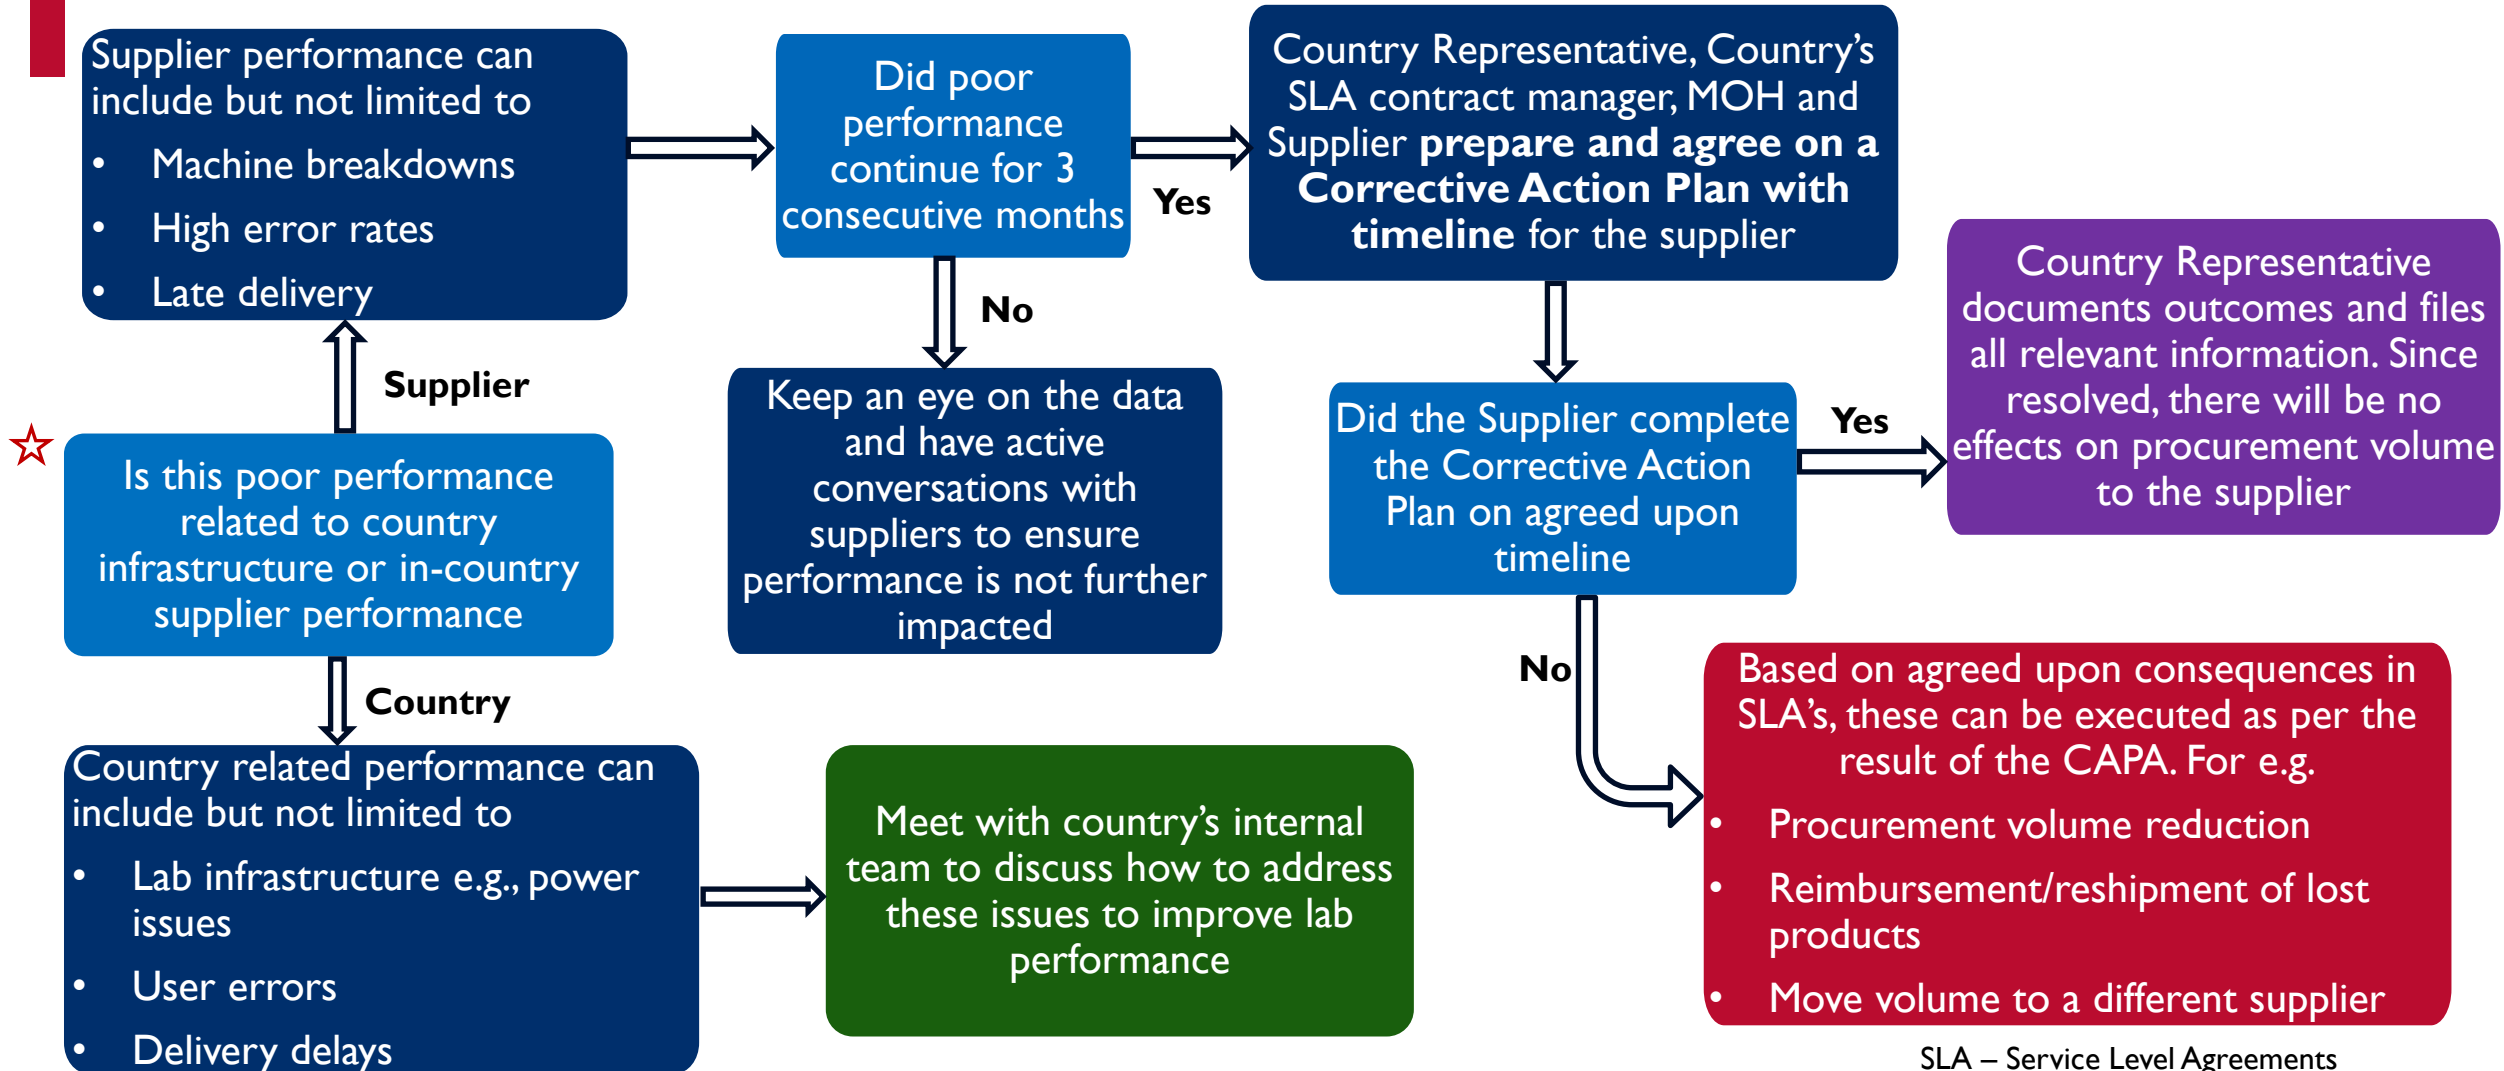 Supplier performance can
include but not limited to
• Machine breakdowns
• High error rates
• Late delivery
Did poor
performance
continue for 3
consecutive months
Yes
Country Representative, Country’s
SLA contract manager, MOH and
Supplier prepare and agree on a
Corrective Action Plan with
timeline for the supplier
No
Keep an eye on the data
and have active
conversations with
suppliers to ensure
performance is not further
impacted
Did the Supplier complete
the Corrective Action
Plan on agreed upon
timeline
Yes
Country Representative
documents outcomes and files
all relevant information. Since
resolved, there will be no
effects on procurement volume
to the supplier
No
Based on agreed upon consequences in
SLA’s, these can be executed as per the
result of the CAPA. For e.g.
• Procurement volume reduction
• Reimbursement/reshipment of lost
products
• Move volume to a different supplier
Supplier
Is this poor performance
related to country
infrastructure or in-country
supplier performance
Country
Country related performance can
include but not limited to
• Lab infrastructure e.g., power
issues
• User errors
• Delivery delays
Meet with country’s internal
team to discuss how to address
these issues to improve lab
performance
SLA – Service Level Agreements